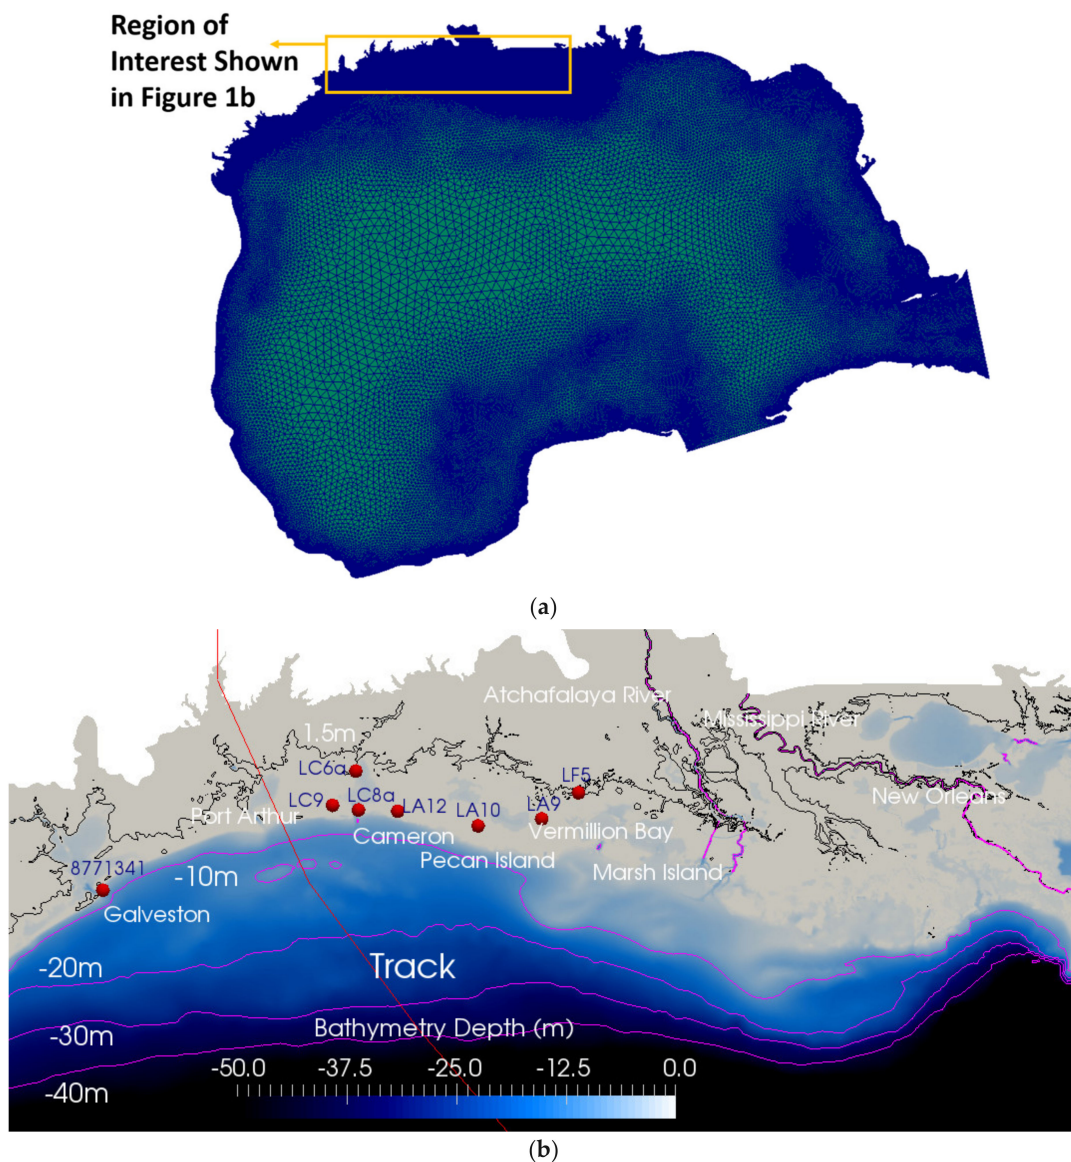 Region of
Interest Shown
in Figure 1b
(a)
Atchafalaya River
Mississippi River
1.5m
LC6a
LF5
LC9
LC8a
LA12
LA10
LA9
New Orleans
Port Arthur
Cameron
Vermillion Bay
Pecan Island
Marsh Island
8771341
-10m
Galveston
-20m
Track
-30m
Bathymetry Depth (m)
-50.0 -37.5 -25.0 -12.5 0.0
-40m
(b)